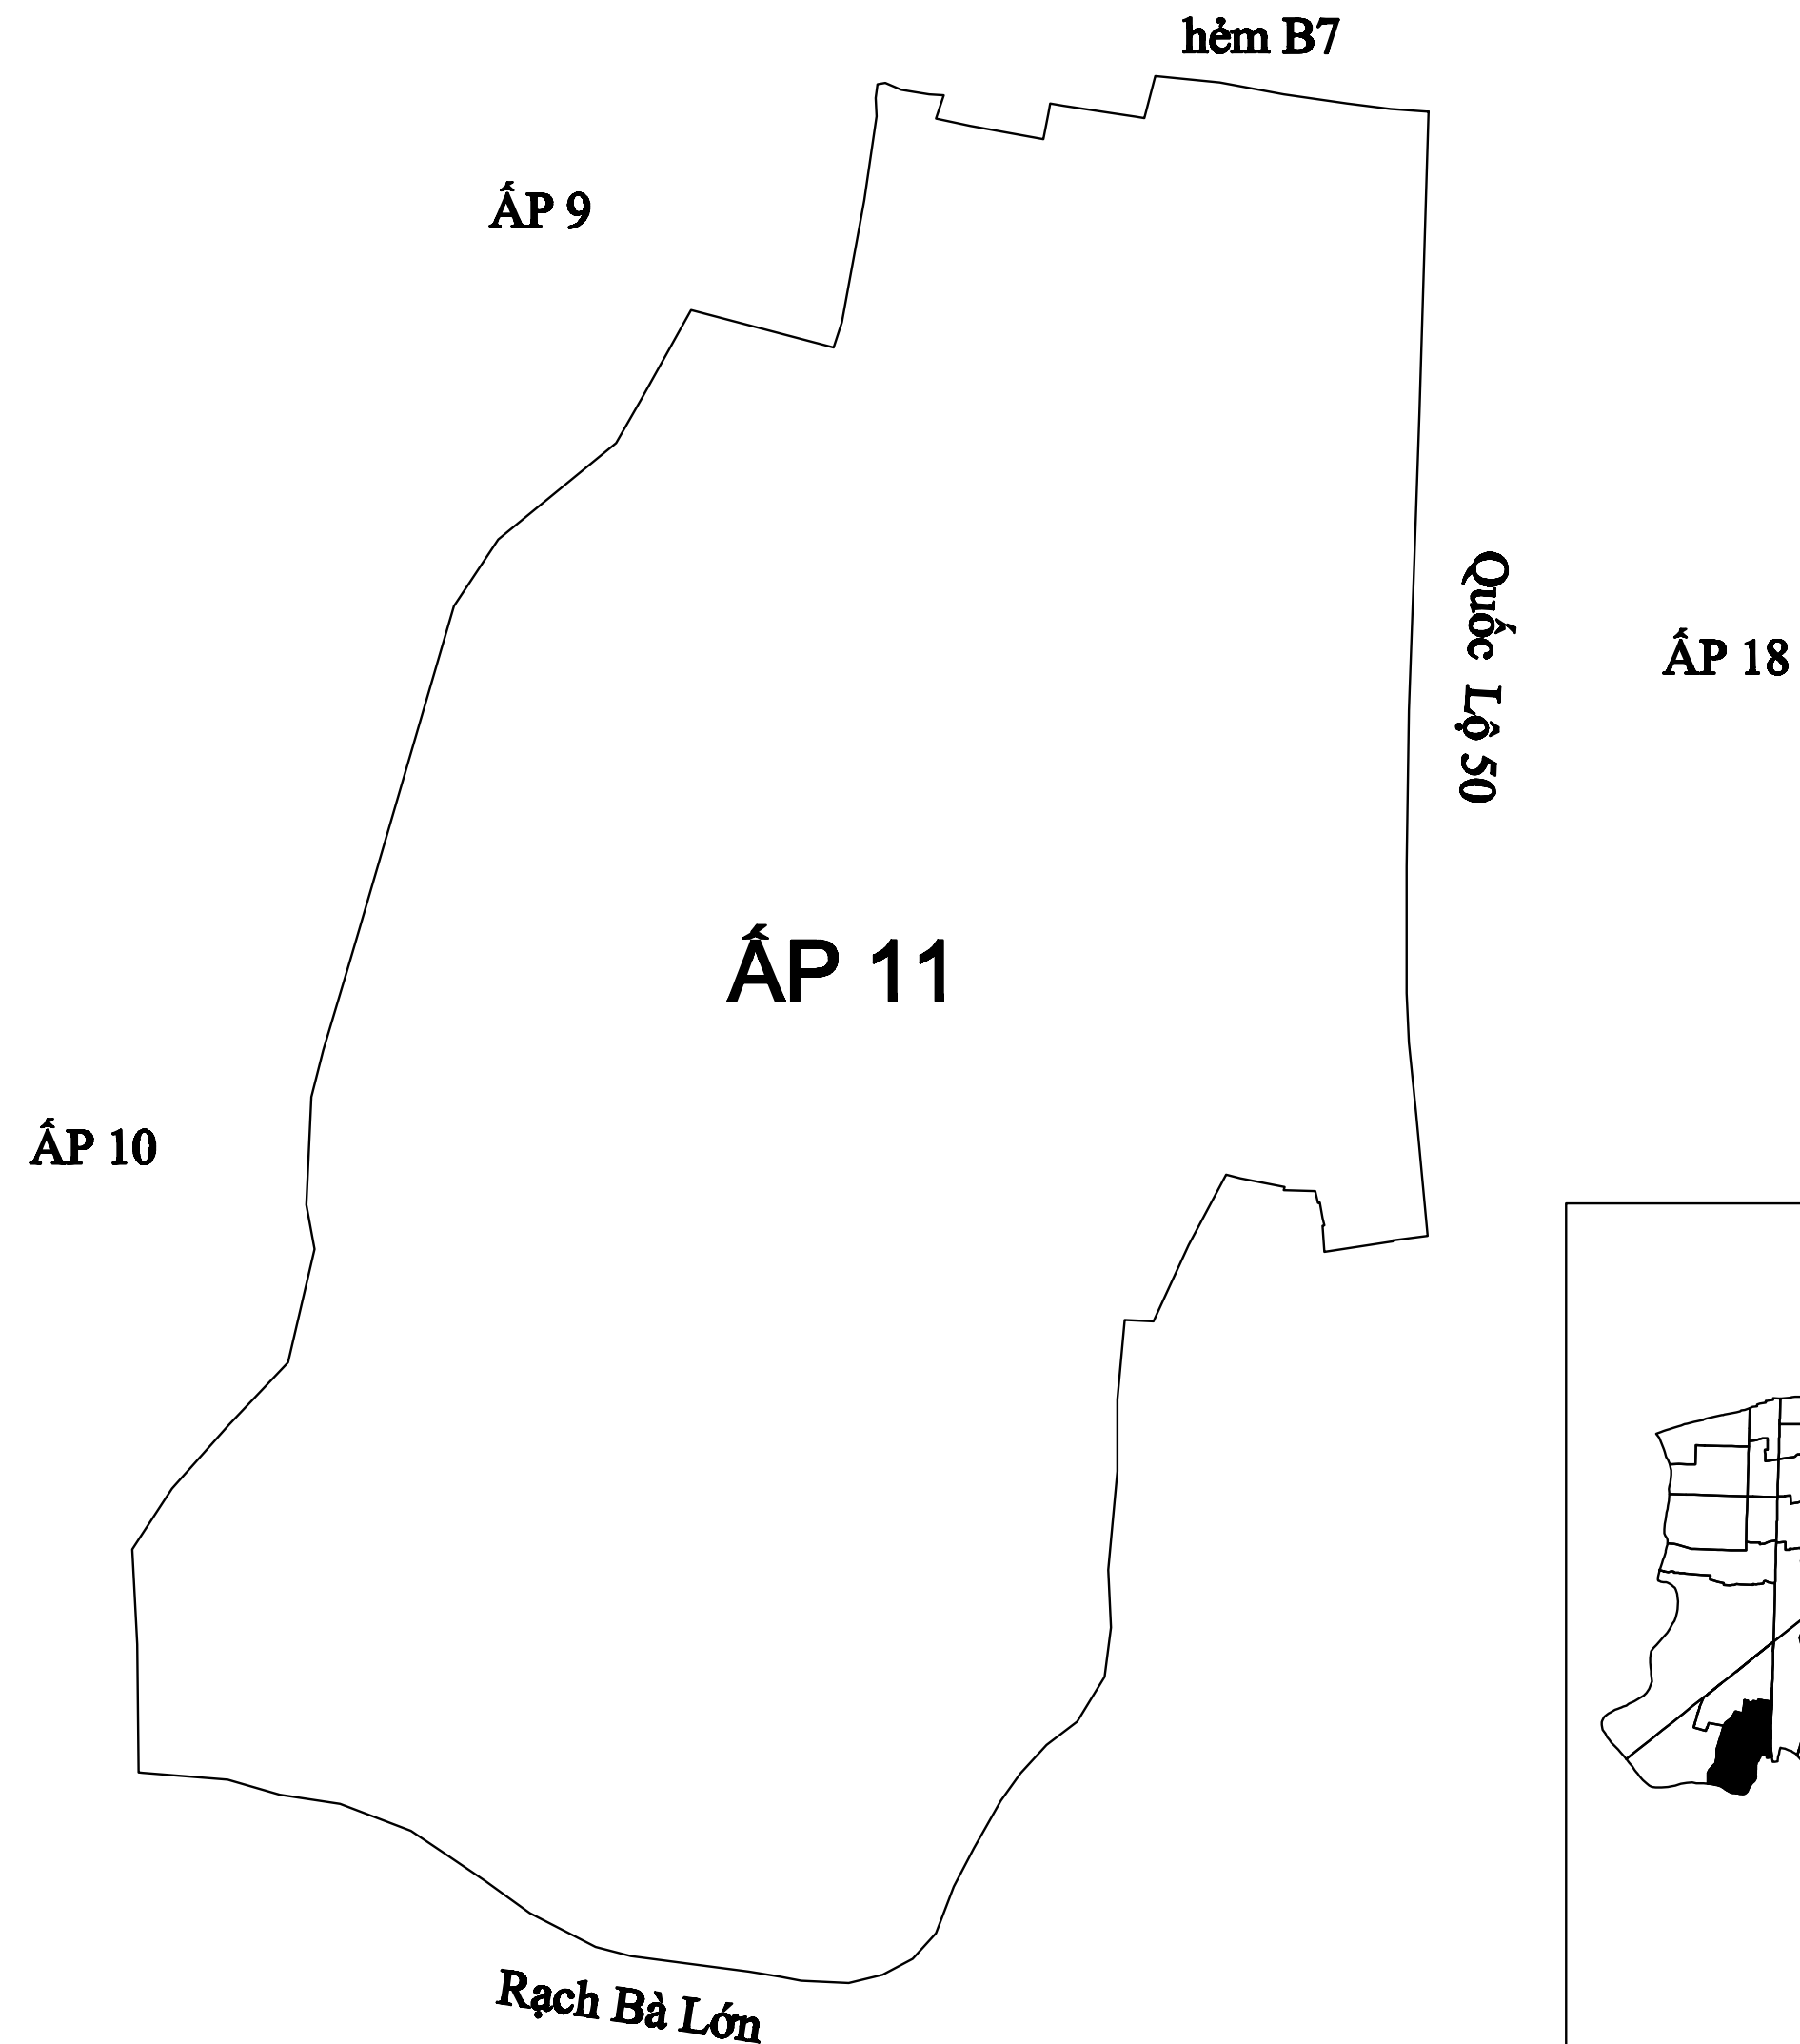 hẻm B7
ẤP 9
Quốc Lộ 50
ẤP 18
ẤP 11
ẤP 10
Rạch Bà Lớn